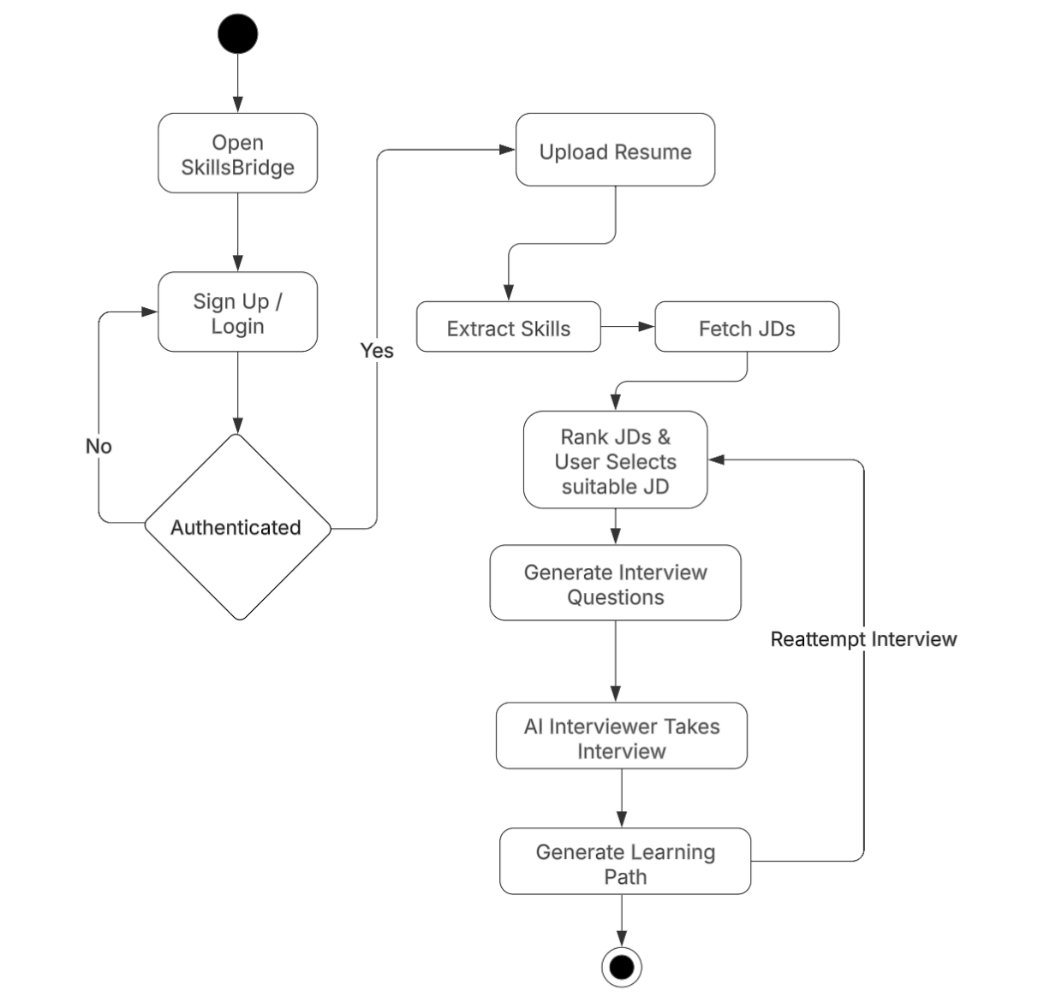 Open
SkillsBridge
Sign Up /
Login
No
Authenticated
Yes
Upload Resume
Extract Skills
Fetch JDs
Rank JDs &
User Selects
suitable JD
Generate Interview
Questions
Reattempt Interview
AI Interviewer Takes
Interview
Generate Learning
Path